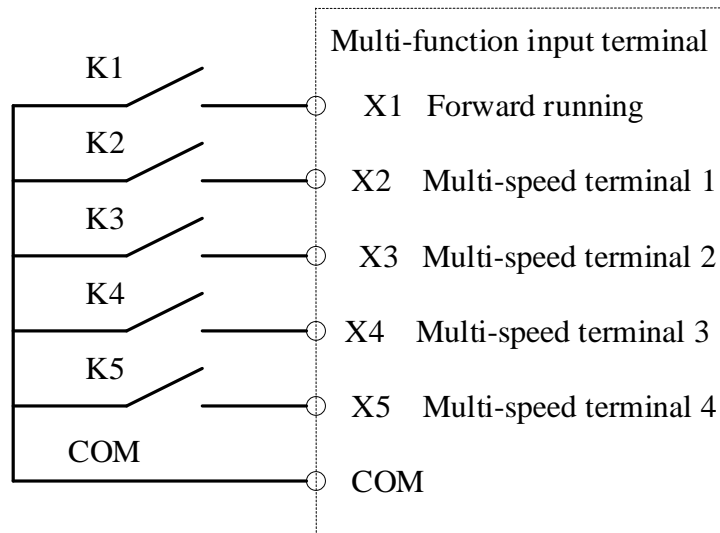 Multi-function input terminal
K1
X1 Forward running
K2
X2 Multi-speed terminal 1
K3
X3 Multi-speed terminal 2
K4
X4 Multi-speed terminal 3
K5
X5 Multi-speed terminal 4
COM
COM